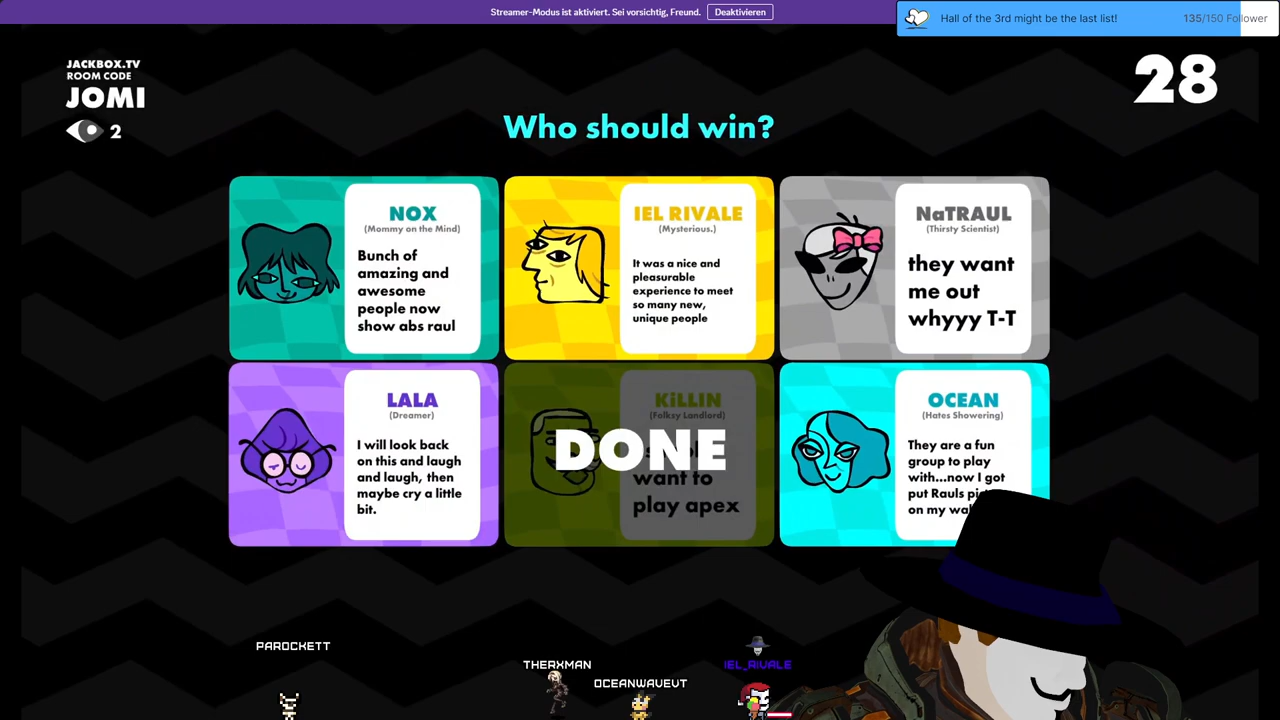 Streamer-Modus ist aktiviert. Sei vorsichtig, Freund. Deaktivieren
Hall of the 3rd might be the last list! 135/150 Follower
JACKBOX.TV
ROOM CODE
JOMI
2
28
Who should win?
NOX
(Mommy on the Mind)
Bunch of
amazing and
awesome
people now
show abs raul
IEL RIVALE
(Mysterious.)
It was a nice and
pleasurable
experience to meet
so many new,
unique people
NaTRAUL
(Thirsty Scientist)
they want
me out
whyyy T-T
LALA
(Dreamer)
I will look back
on this and laugh
and laugh, then
maybe cry a little
bit.
KiLLIN
(Folksy Landlord)
DONE
want to
play apex
OCEAN
(Hates Showering)
They are a fun
group to play
with...now I got
put Rauls
on my
PAROCKETT
THERXMAN
OCEANWAVEVT
IEL_RIVALE